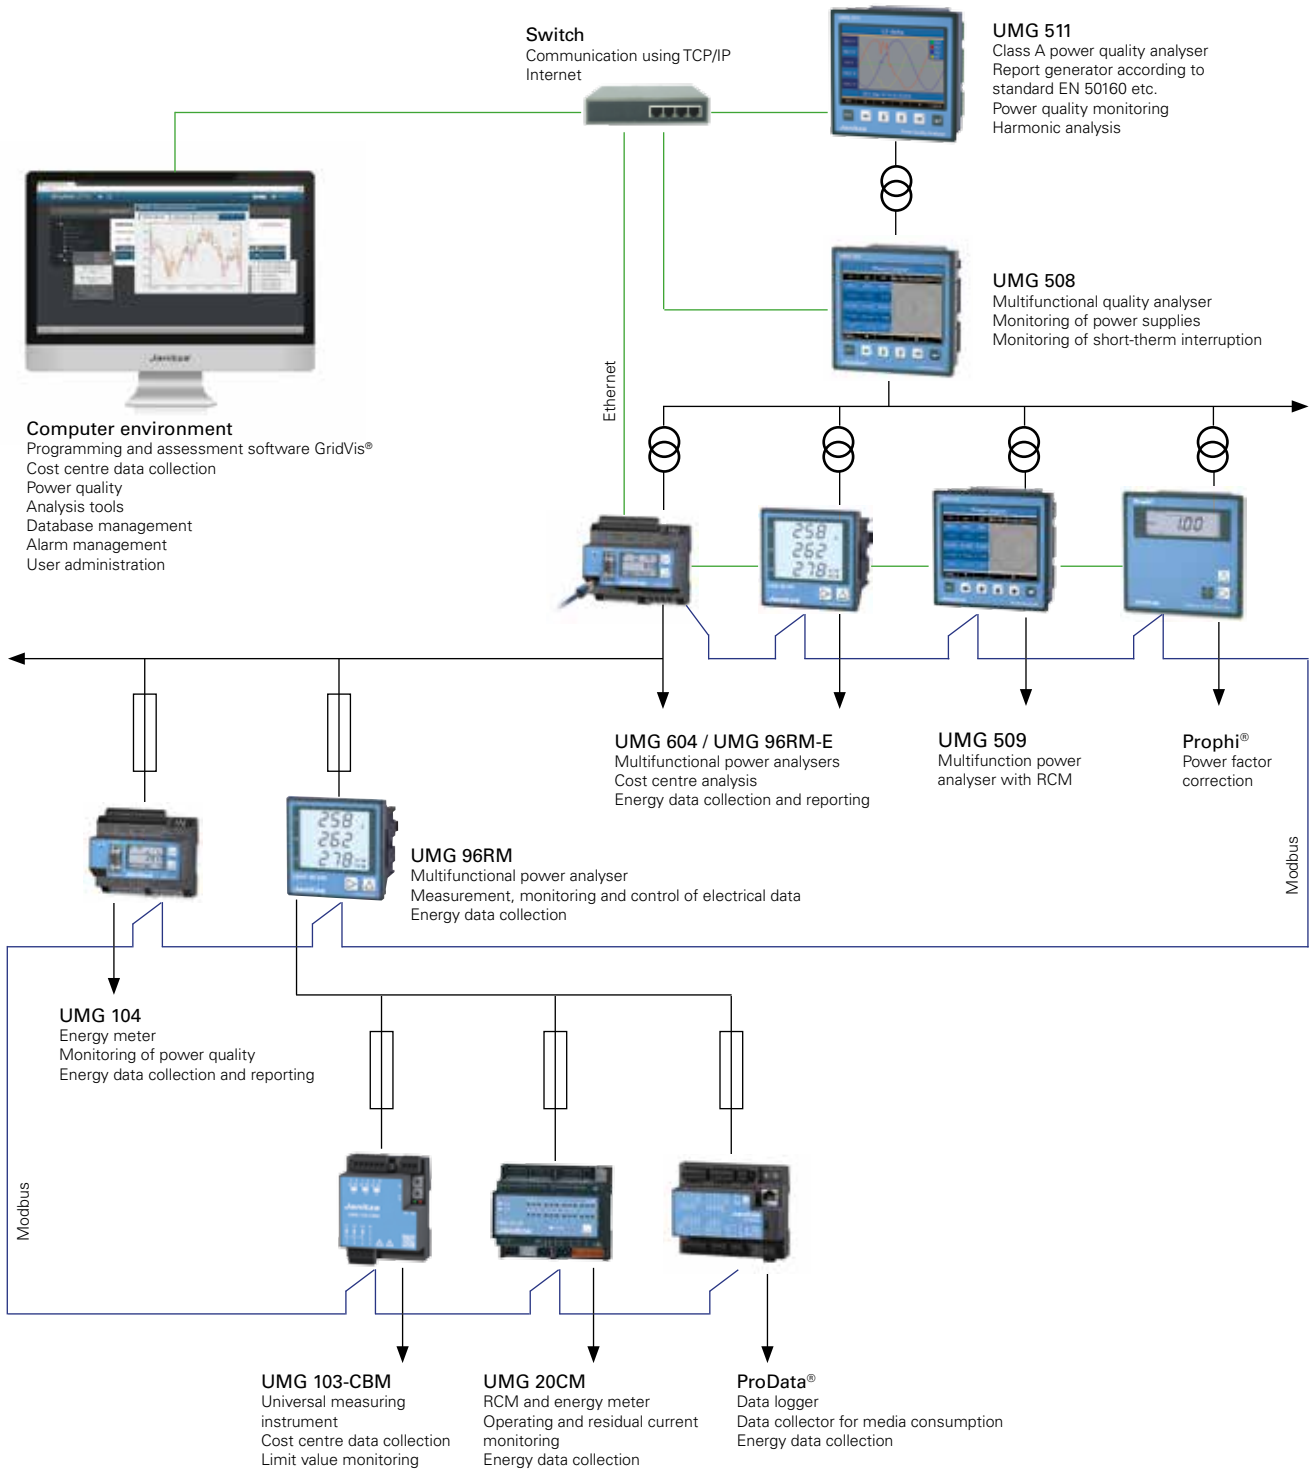 Switch
Communication using TCP/IP
Internet
UMG 511
Class A power quality analyser
Report generator according to
standard EN 50160 etc.
Power quality monitoring
Harmonic analysis
UMG 508
Multifunctional quality analyser
Monitoring of power supplies
Monitoring of short-therm interruption
Janitza
Ethernet
Computer environment
Programming and assessment software GridVis®
Cost centre data collection
Power quality
Analysis tools
Database management
Alarm management
User administration
258
262
278
1.00
UMG 604 / UMG 96RM-E
Multifunctional power analysers
Cost centre analysis
Energy data collection and reporting
UMG 509
Multifunction power
analyser with RCM
Prophi®
Power factor
correction
Modbus
258
262
278
UMG 96RM
Multifunctional power analyser
Measurement, monitoring and control of electrical data
Energy data collection
UMG 104
Energy meter
Monitoring of power quality
Energy data collection and reporting
Modbus
Janitza
UMG 103-CBM
Universal measuring
instrument
Cost centre data collection
Limit value monitoring
UMG 20CM
RCM and energy meter
Operating and residual current
monitoring
Energy data collection
ProData®
Data logger
Data collector for media consumption
Energy data collection